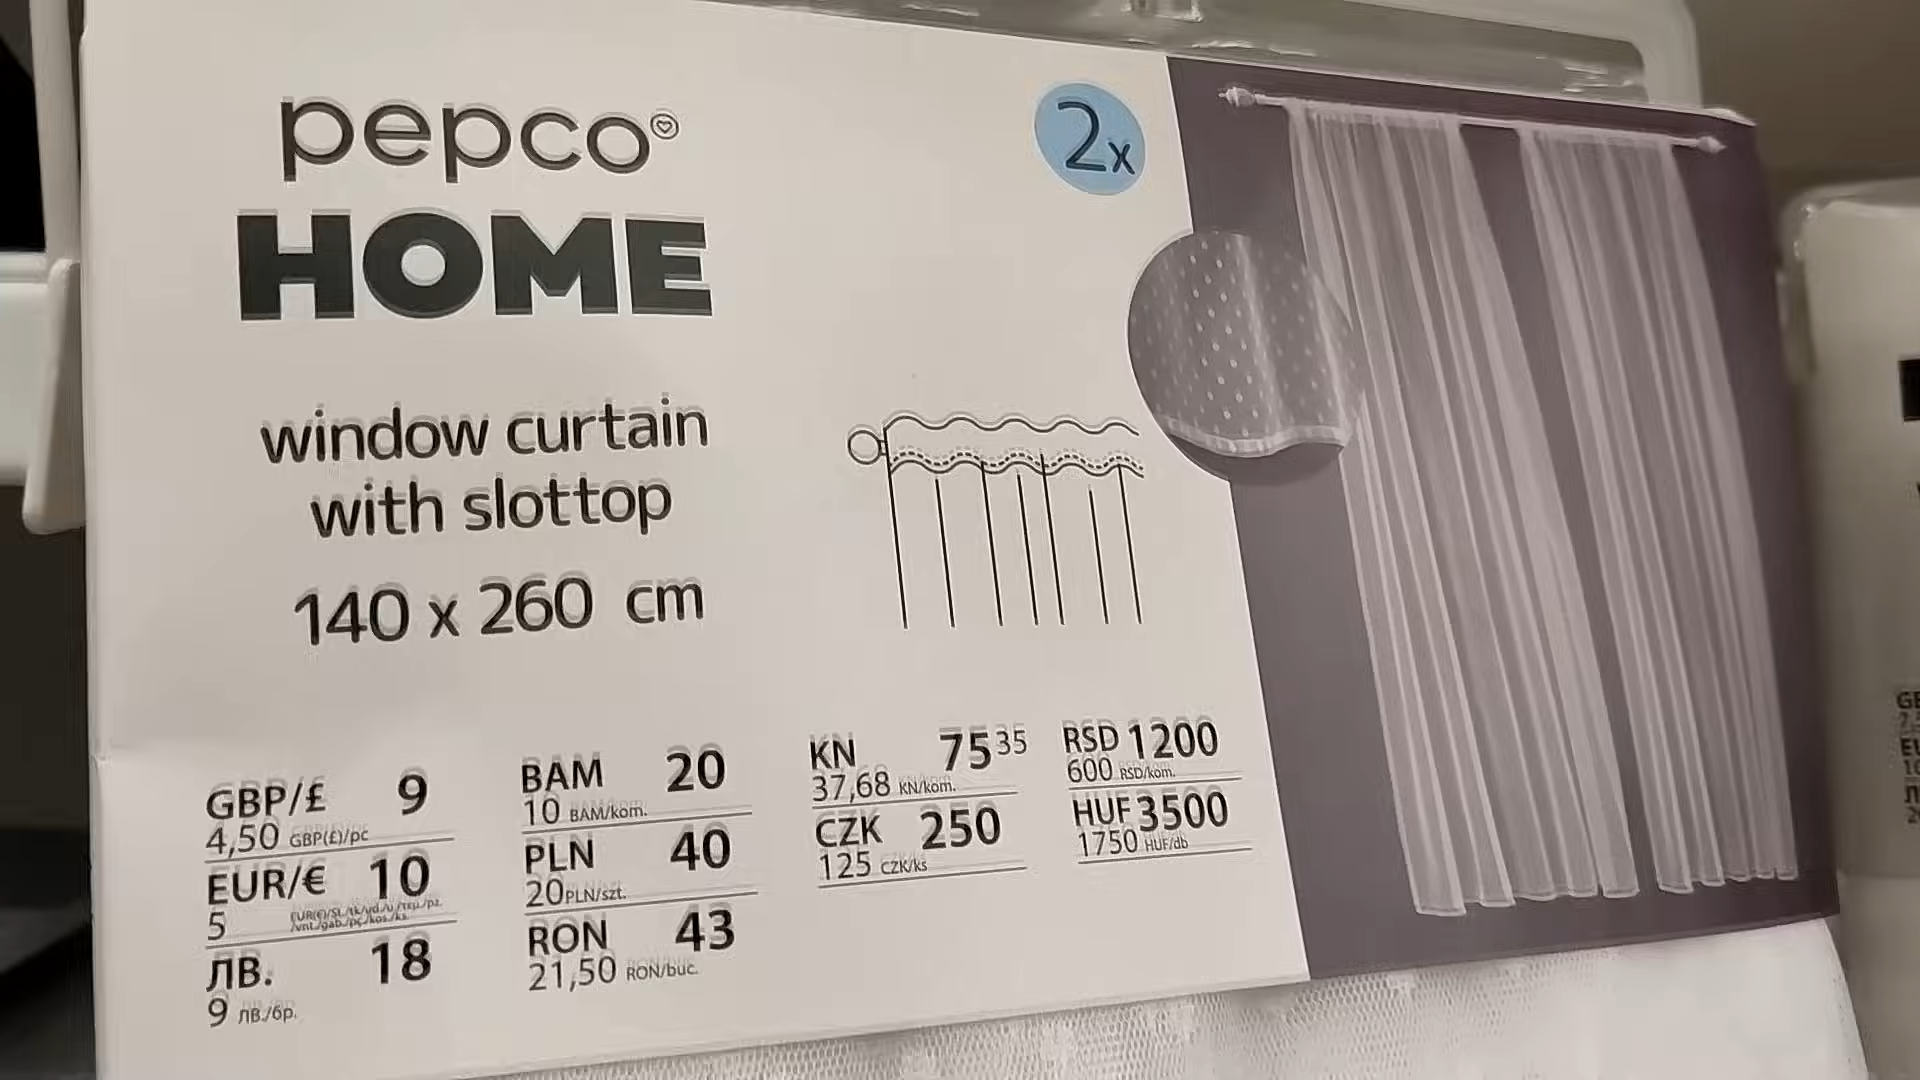 pepco
HOME
2x
window curtain
with slottop
140 x 260 cm
GBP/£ 9
4,50 GBP(£)/pc
EUR/€ 10
5
ЛВ. 18
9 ЛВ./бр.
BAM 20
10 BAM/kom.
PLN 40
20 PLN/szt.
RON 43
21,50 RON/buc.
KN 75 35
37,68 KN/kom.
CZK 250
125 CZK/ks
RSD 1200
600 RSD/kom.
HUF 3500
1750 HUF/db